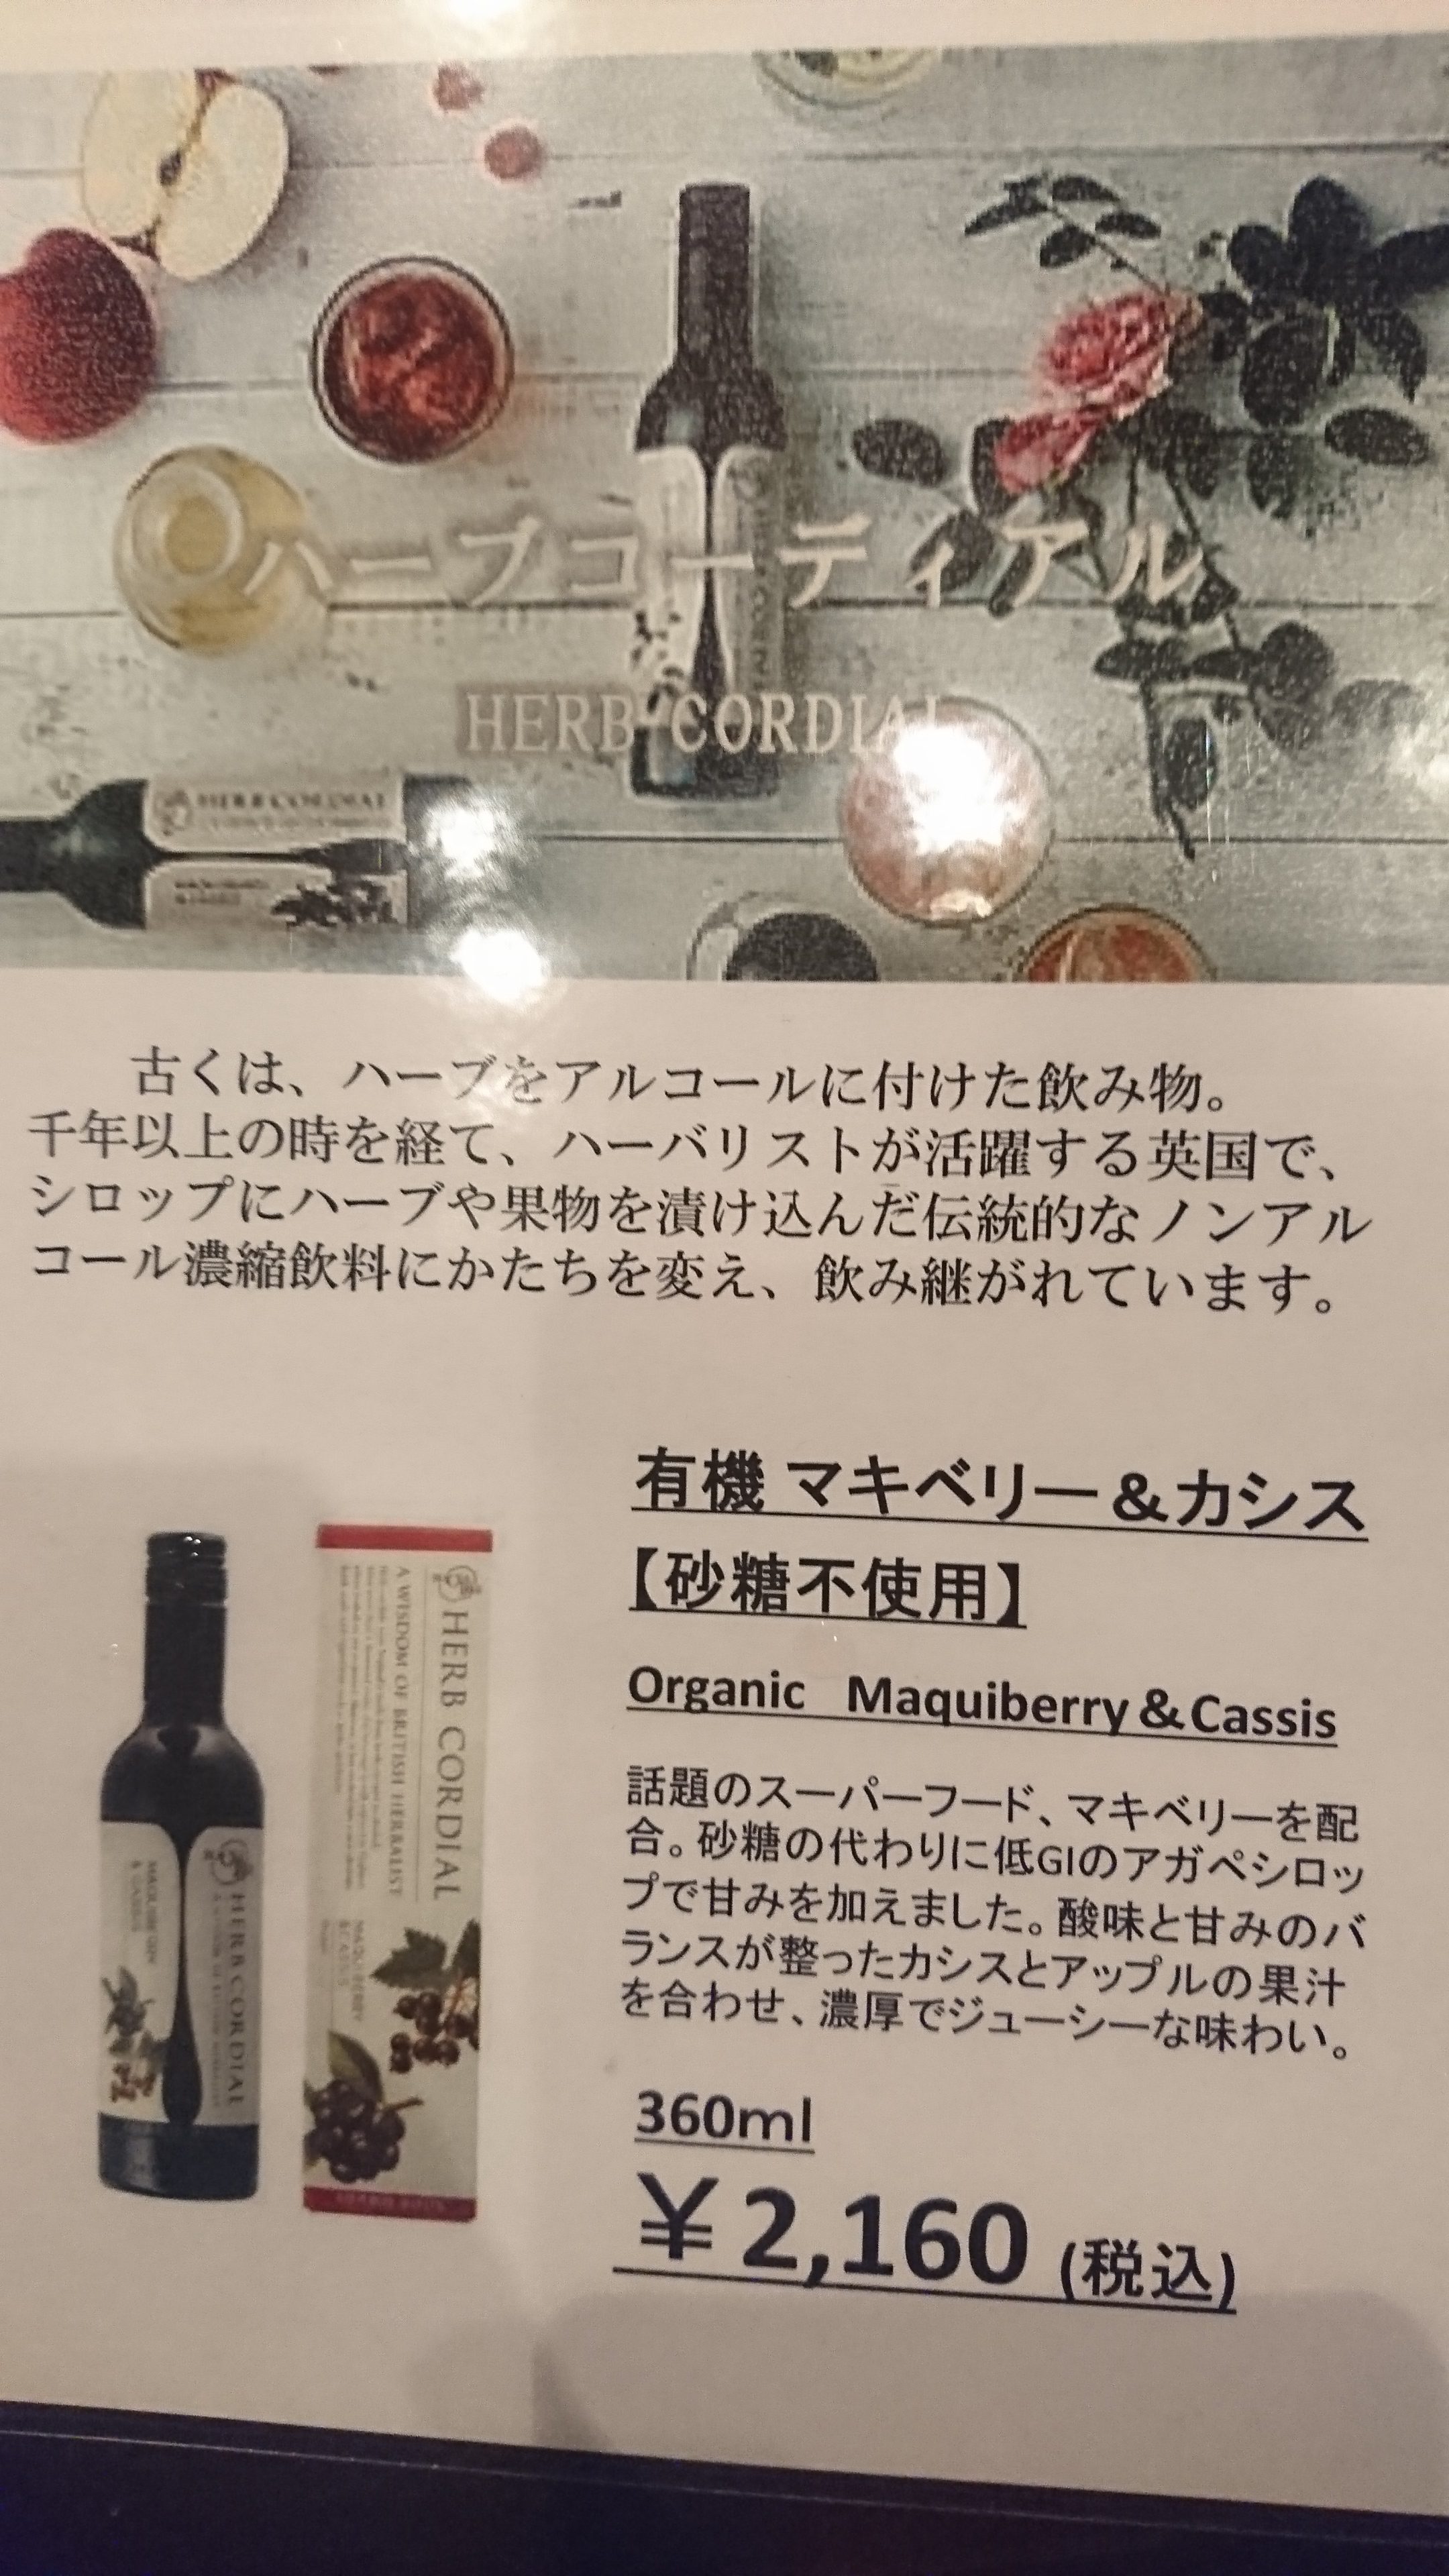 ハーブコーディアル
HERB CORDIAL
HERB CORDIAL
古くは、ハーブをアルコールに付けた飲み物。
千年以上の時を経て、ハーバリストが活躍する英国で、
シロップにハーブや果物を漬け込んだ伝統的なノンアル
コール濃縮飲料にかたちを変え、飲み継がれています。
有機 マキベリー＆カシス
【砂糖不使用】
Organic Maquiberry＆Cassis
話題のスーパーフード、マキベリーを配
合。砂糖の代わりに低GIのアガペシロッ
プで甘みを加えました。酸味と甘みのバ
ランスが整ったカシスとアップルの果汁
を合わせ、濃厚でジューシーな味わい。
360ml
￥2,160 (税込)
HERB CORDIAL
A WISDOM OF BRITISH HERBALIST
HERB CORDIAL